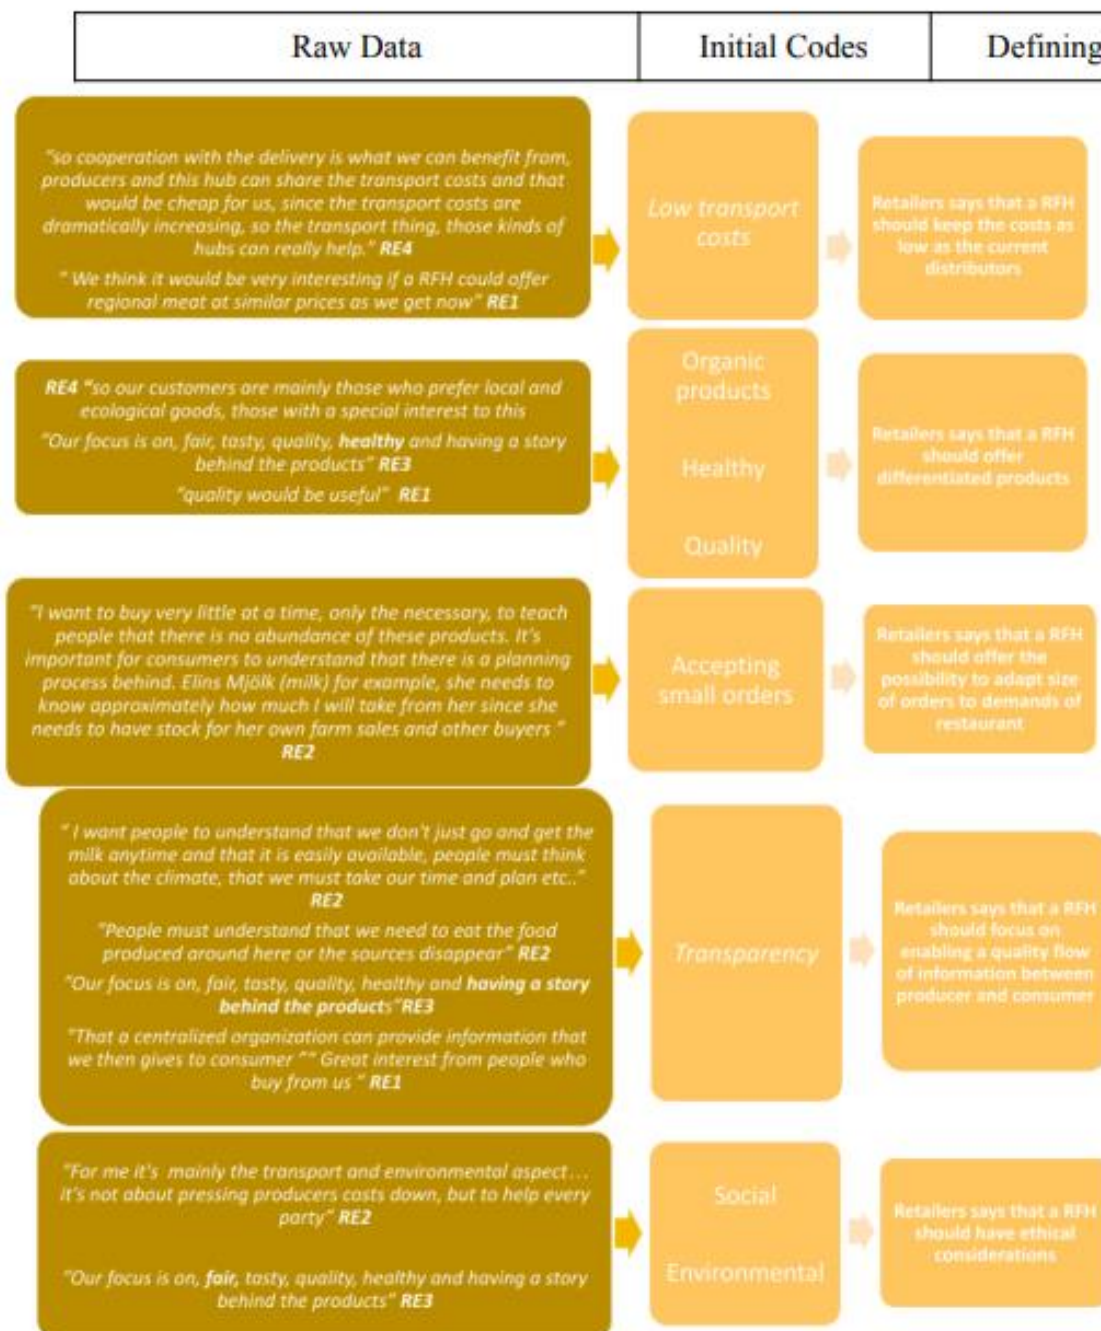 Raw Data
Initial Codes
Defining
"so cooperation with the delivery is what we can benefit from,
producers and this hub can share the transport costs and that
would be cheap for us, since the transport costs are
dramatically increasing, so the transport thing, those kinds of
hubs can really help." RE4
" We think it would be very interesting if a RFH could offer
regional meat at similar prices as we get now" RE1
Low transport
costs
Retailers says that a RFH
should keep the costs as
low as the current
distributors
RE4 "so our customers are mainly those who prefer local and
ecological goods, those with a special interest to this
"Our focus is on, fair, tasty, quality, healthy and having a story
behind the products" RE3
"quality would be useful" RE1
Organic
products
Healthy
Quality
Retailers says that a RFH
should offer
differentiated products
"I want to buy very little at a time, only the necessary, to teach
people that there is no abundance of these products. It's
important for consumers to understand that there is a planning
process behind. Elins Mjölk (milk) for example, she needs to
know approximately how much I will take from her since she
needs to have stock for her own farm sales and other buyers "
RE2
Accepting
small orders
Retailers says that a RFH
should offer the
possibility to adapt size
of orders to demands of
restaurant
" I want people to understand that we don't just go and get the
milk anytime and that it is easily available, people must think
about the climate, that we must take our time and plan etc.."
RE2
"People must understand that we need to eat the food
produced around here or the sources disappear" RE2
"Our focus is on, fair, tasty, quality, healthy and having a story
behind the products"RE3
"That a centralized organization can provide information that
we then gives to consumer "" Great interest from people who
buy from us " RE1
Transparency
Retailers says that a RFH
should focus on
enabling a quality flow
of information between
producer and consumer
"For me it's mainly the transport and environmental aspect...
it's not about pressing producers costs down, but to help every
party" RE2
"Our focus is on, fair, tasty, quality, healthy and having a story
behind the products" RE3
Social
Environmental
Retailers says that a RFH
should have ethical
considerations